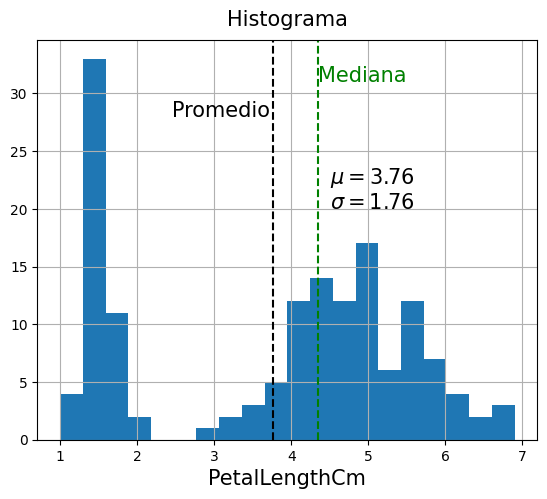 Histograma
Mediana
Promedio
μ = 3.76
σ = 1.76
30
25
20
15
10
5
0
1 2 3 4 5 6 7
PetalLengthCm